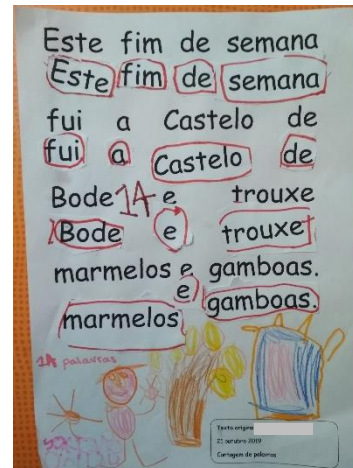 Este fim de semana
Este fim de semana
fui a Castelo de
fui a Castelo de
Bode 14 e trouxe
Bode e trouxe
marmelos e gamboas.
marmelos e gamboas.
14 palavras
Texto origina
21 outubro 2019
Contagem de palavras